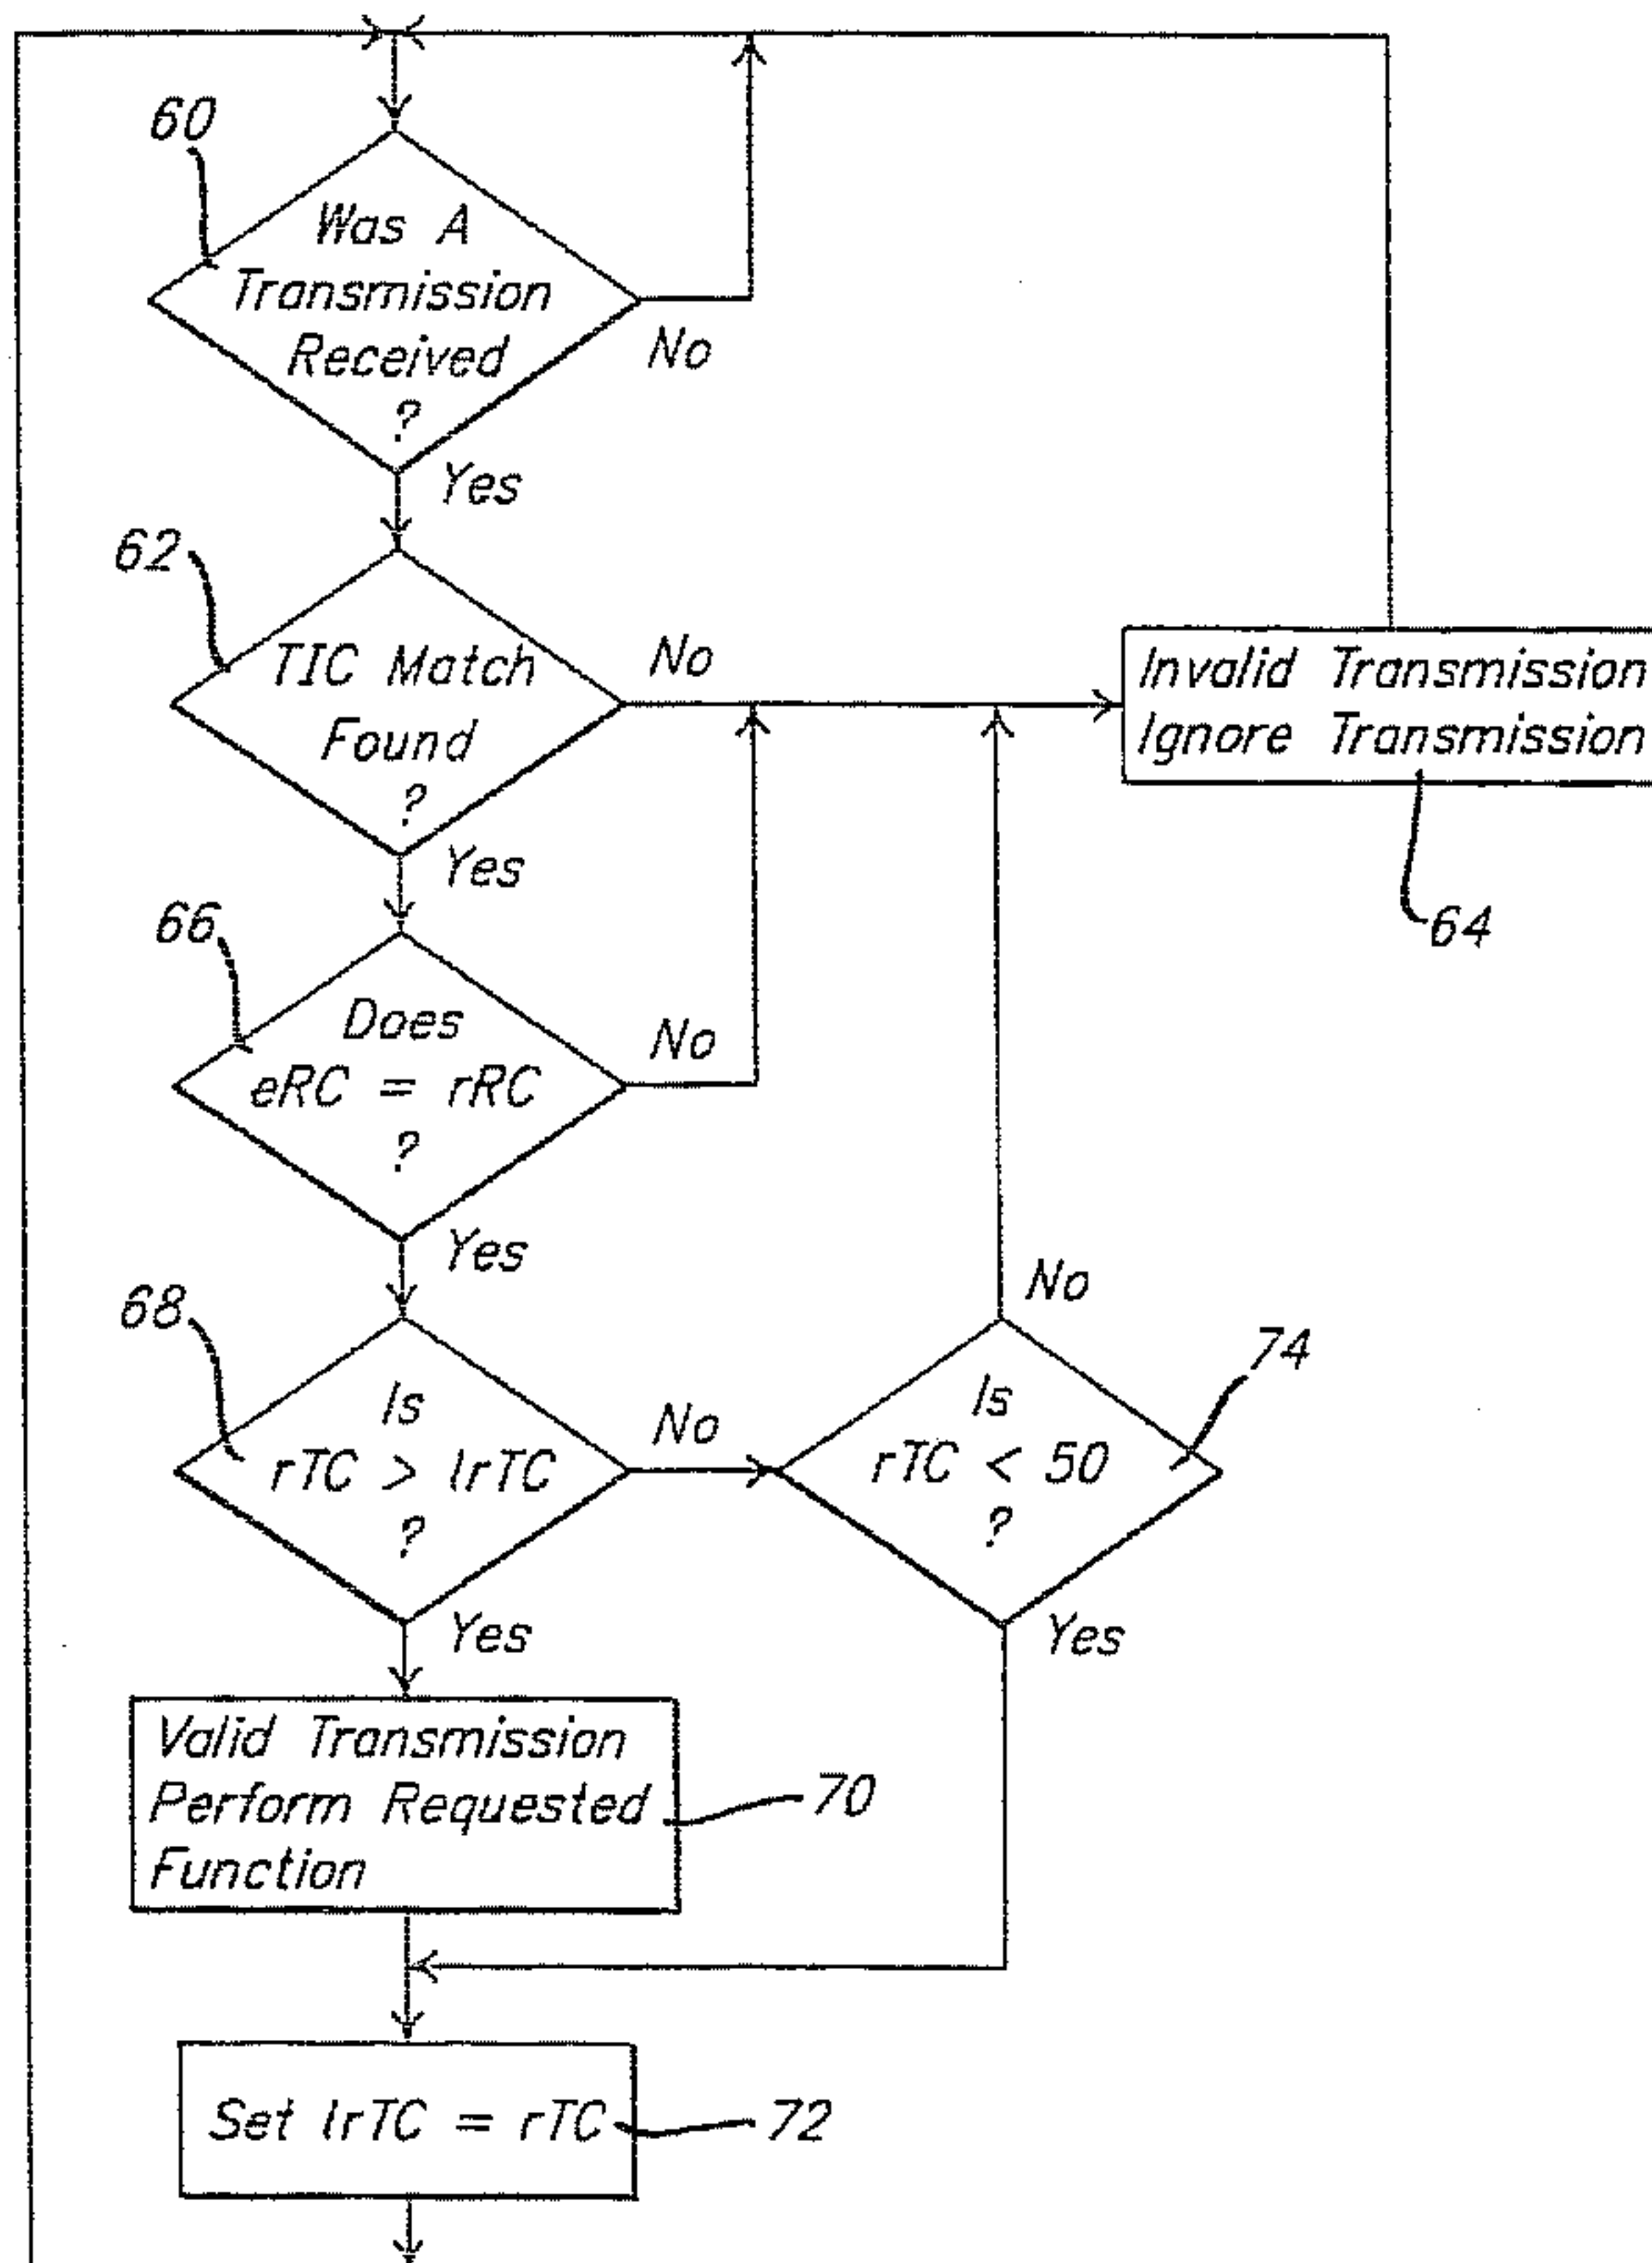 60
Was A
Transmission
Received
?
No
Yes
62
TIC Match
Found
?
No
Yes
Invalid Transmission
Ignore Transmission
64
66
Does
eRC = rRC
?
No
Yes
68
Is
rTC > lrTC
?
No
Yes
74
Is
rTC < 50
?
No
Yes
Valid Transmission
Perform Requested
Function
70
Set lrTC = rTC
72